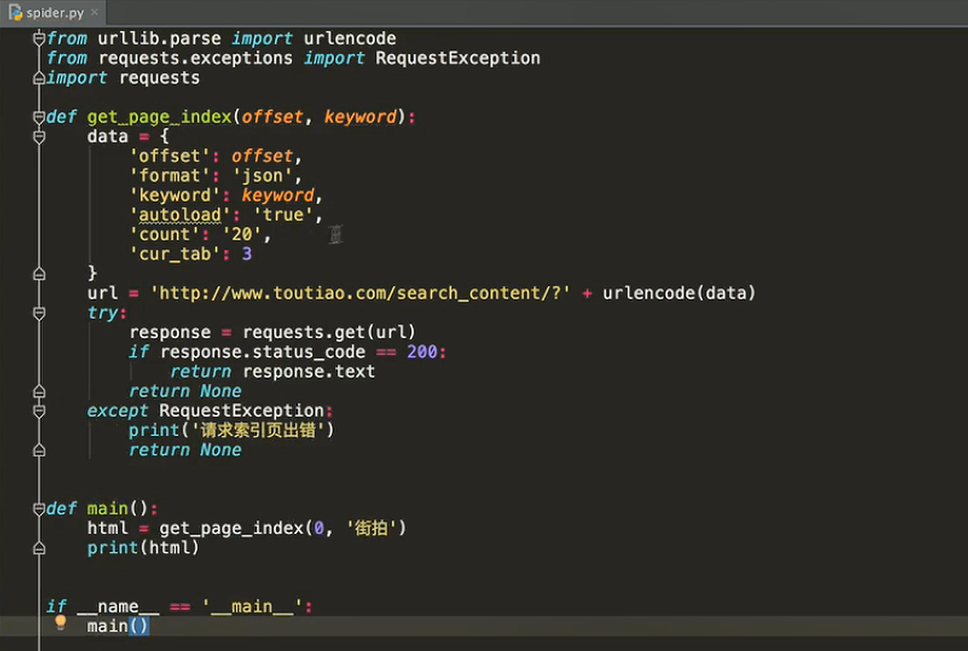 spider.py
from urllib.parse import urlencode
from requests.exceptions import RequestException
import requests
def get_page_index(offset, keyword):
    data = {
        'offset': offset,
        'format': 'json',
        'keyword': keyword,
        'autoload': 'true',
        'count': '20',
        'cur_tab': 3
    }
    url = 'http://www.toutiao.com/search_content/?' + urlencode(data)
    try:
        response = requests.get(url)
        if response.status_code == 200:
            return response.text
        return None
    except RequestException:
        print('请求索引页出错')
        return None
def main():
    html = get_page_index(0, '街拍')
    print(html)
if __name__ == '__main__':
    main()